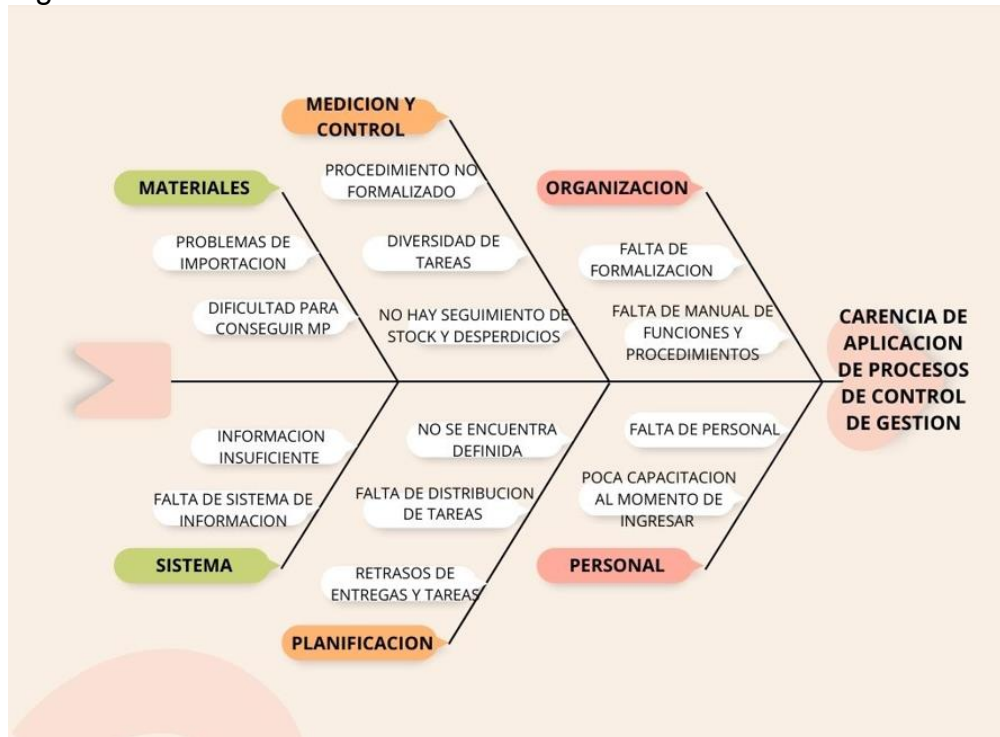 MEDICION Y
CONTROL
PROCEDIMIENTO NO
FORMALIZADO
DIVERSIDAD DE
TAREAS
NO HAY SEGUIMIENTO DE
STOCK Y DESPERDICIOS
MATERIALES
PROBLEMAS DE
IMPORTACION
DIFICULTAD PARA
CONSEGUIR MP
ORGANIZACION
FALTA DE
FORMALIZACION
FALTA DE MANUAL DE
FUNCIONES Y
PROCEDIMIENTOS
CARENCIA DE
APLICACION
DE PROCESOS
DE CONTROL
DE GESTION
INFORMACION
INSUFICIENTE
FALTA DE SISTEMA DE
INFORMACION
SISTEMA
NO SE ENCUENTRA
DEFINIDA
FALTA DE DISTRIBUCION
DE TAREAS
RETRASOS DE
ENTREGAS Y TAREAS
PLANIFICACION
FALTA DE PERSONAL
POCA CAPACITACION
AL MOMENTO DE
INGRESAR
PERSONAL